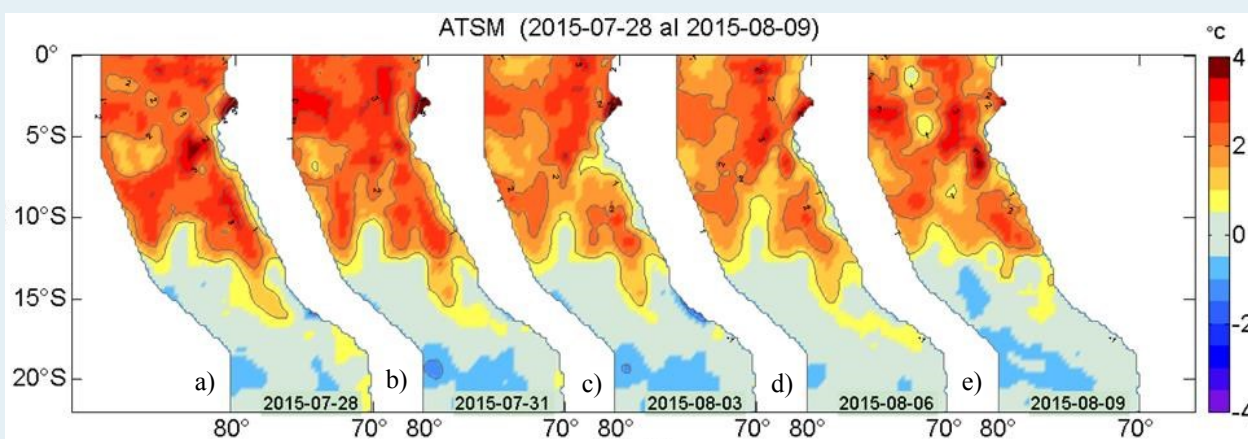 ATSM (2015-07-28 al 2015-08-09)
°C
0°
5°S
10°S
15°S
20°S
4
2
0
-2
-4
a) b) c) d) e)
2015-07-28 2015-07-31 2015-08-03 2015-08-06 2015-08-09
80° 70° 80° 70° 80° 70° 80° 70° 80° 70°